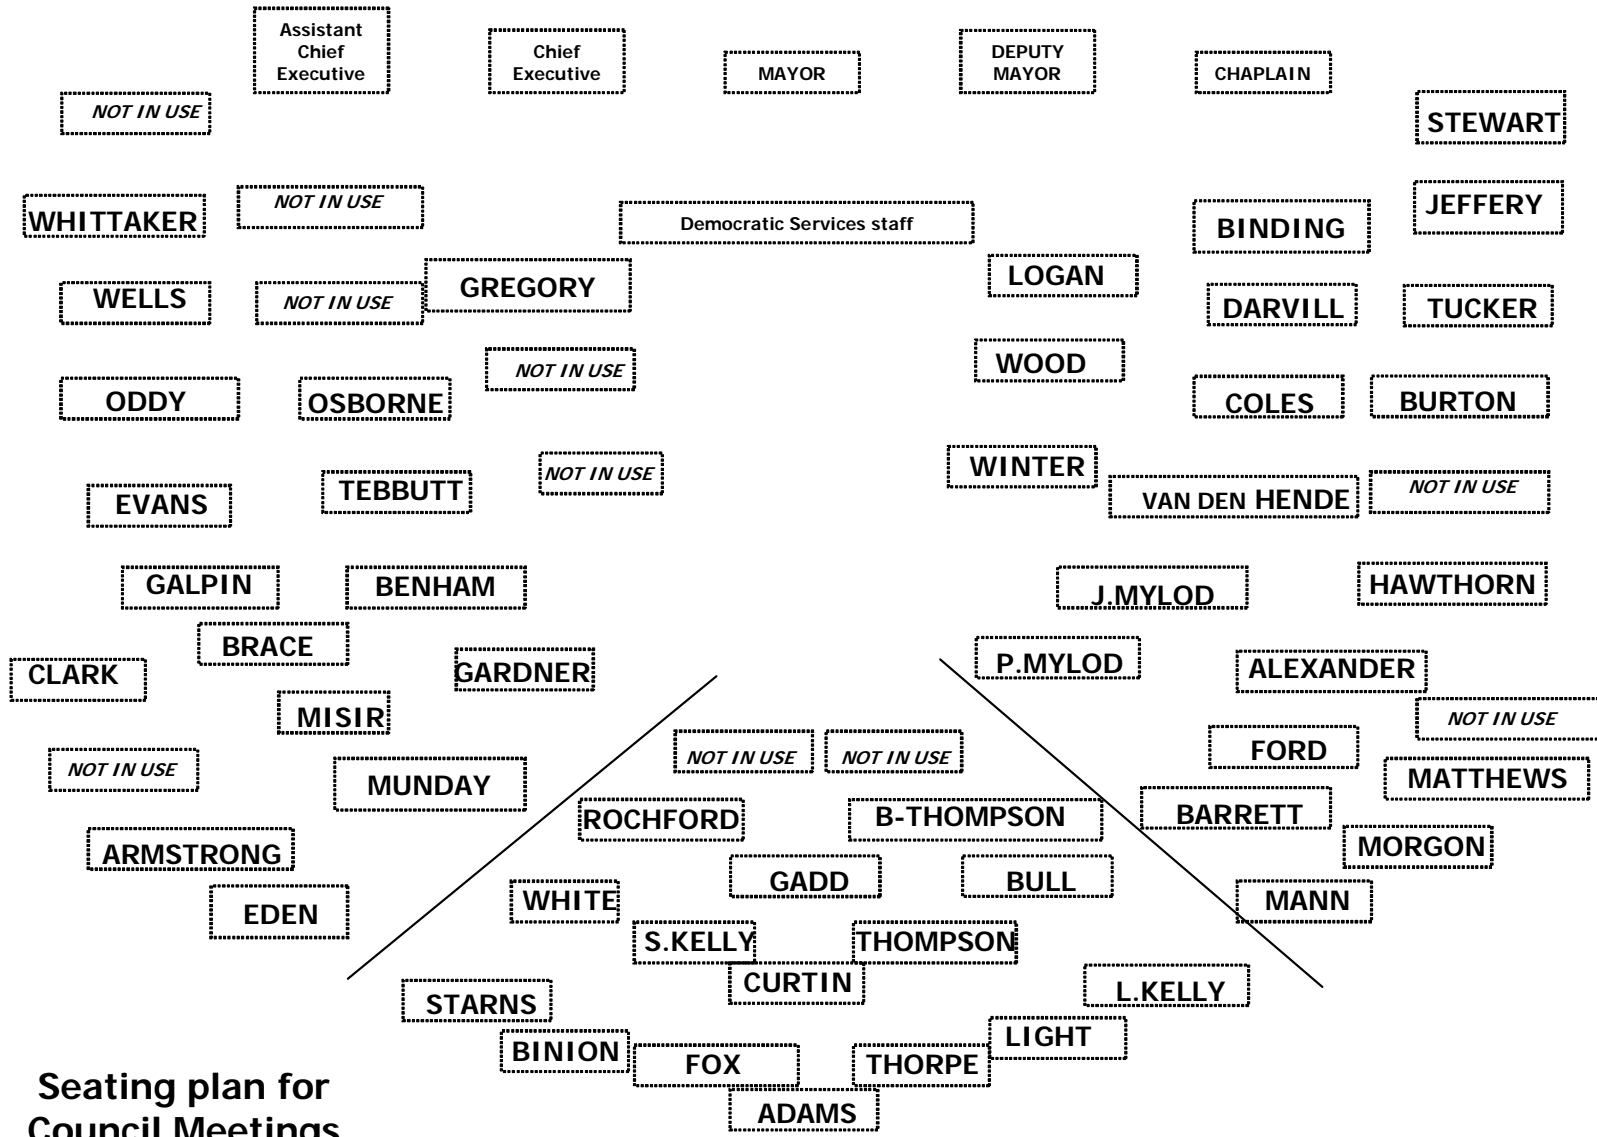 Assistant
Chief
Executive
Chief
Executive
MAYOR
DEPUTY
MAYOR
CHAPLAIN
NOT IN USE
STEWART
WHITTAKER
NOT IN USE
Democratic Services staff
BINDING
JEFFERY
WELLS
NOT IN USE
GREGORY
LOGAN
DARVILL
TUCKER
NOT IN USE
WOOD
ODDY
OSBORNE
COLES
BURTON
EVANS
TEBBUTT
NOT IN USE
WINTER
VAN DEN HENDE
NOT IN USE
GALPIN
BENHAM
J.MYLOD
HAWTHORN
BRACE
CLARK
GARDNER
P.MYLOD
ALEXANDER
MISIR
NOT IN USE
NOT IN USE
MUNDAY
NOT IN USE
NOT IN USE
FORD
MATTHEWS
ROCHFORD
B-THOMPSON
BARRETT
MORGON
ARMSTRONG
GADD
BULL
EDEN
WHITE
MANN
S.KELLY
THOMPSON
CURTIN
STARNS
L.KELLY
BINION
LIGHT
FOX
THORPE
ADAMS
Seating plan for
Council Meetings